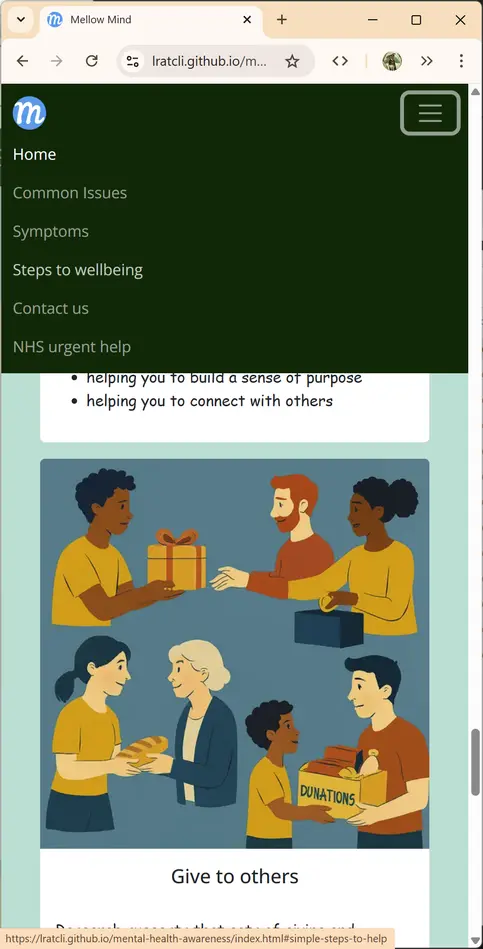 Mellow Mind
lratcli.github.io/m...
m
Home
Common Issues
Symptoms
Steps to wellbeing
Contact us
NHS urgent help
helping you to build a sense of purpose
helping you to connect with others
DUNATIONS
Give to others
https://lratcli.github.io/mental-health-awareness/index.html#simple-steps-to-help